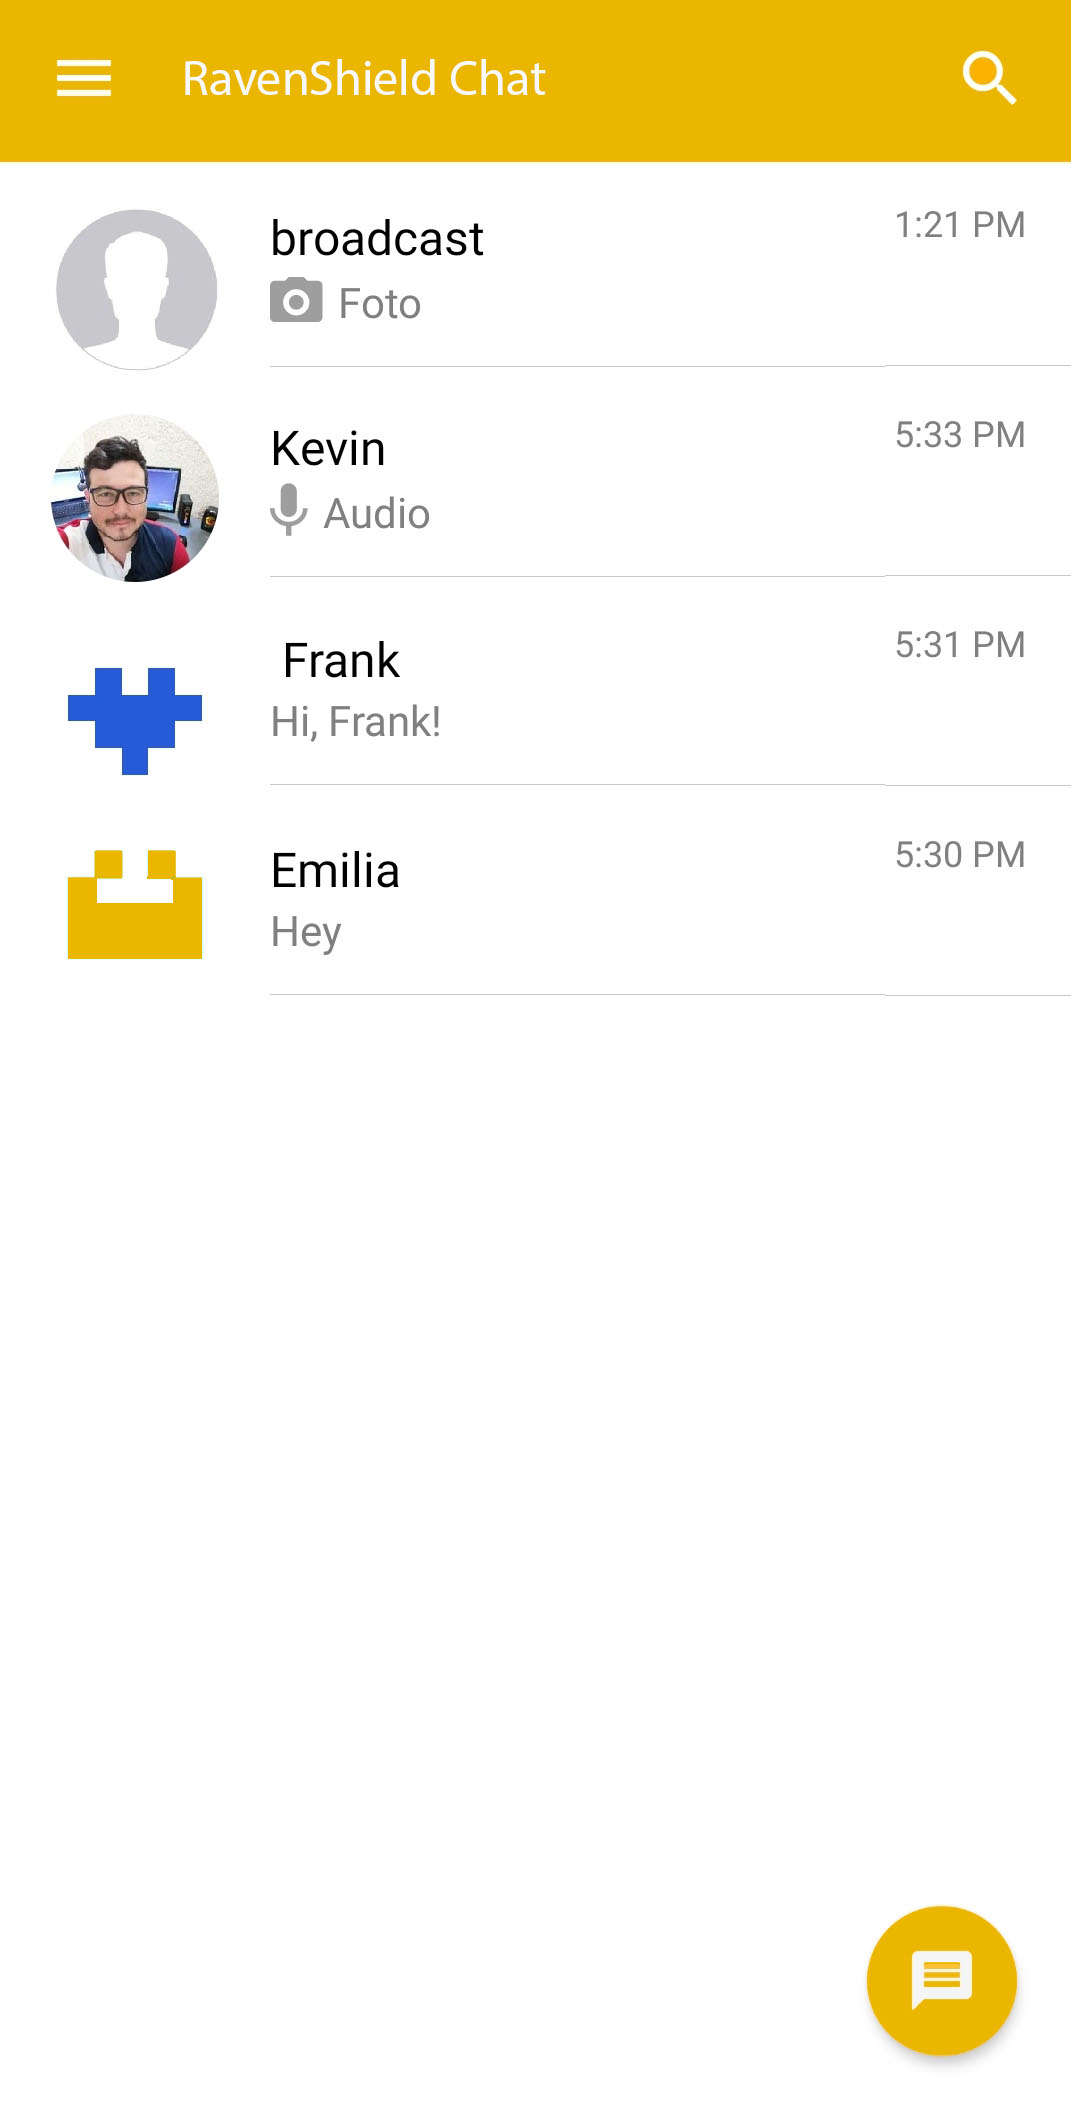 RavenShield Chat
broadcast 1:21 PM
Foto
Kevin 5:33 PM
Audio
Frank 5:31 PM
Hi, Frank!
Emilia 5:30 PM
Hey